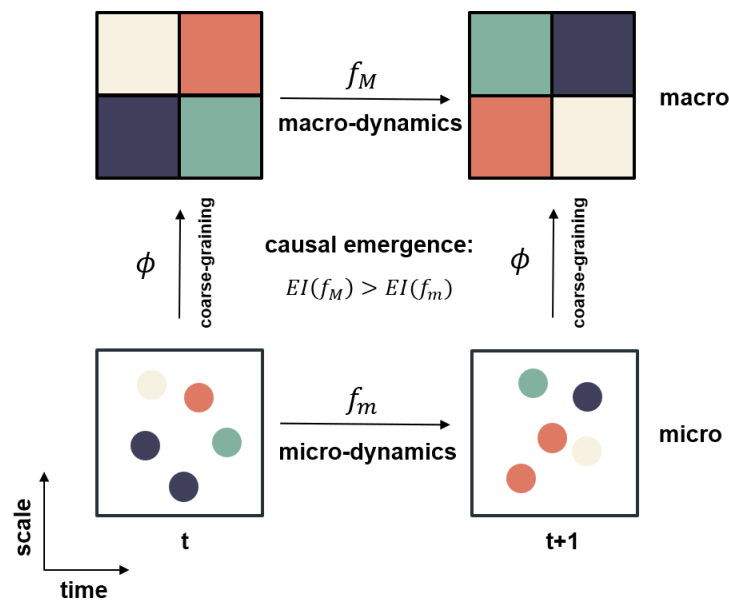 f_M
macro-dynamics
macro
ϕ
coarse-graining
causal emergence:
EI(f_M) > EI(f_m)
ϕ
coarse-graining
f_m
micro-dynamics
micro
scale
time
t
t+1